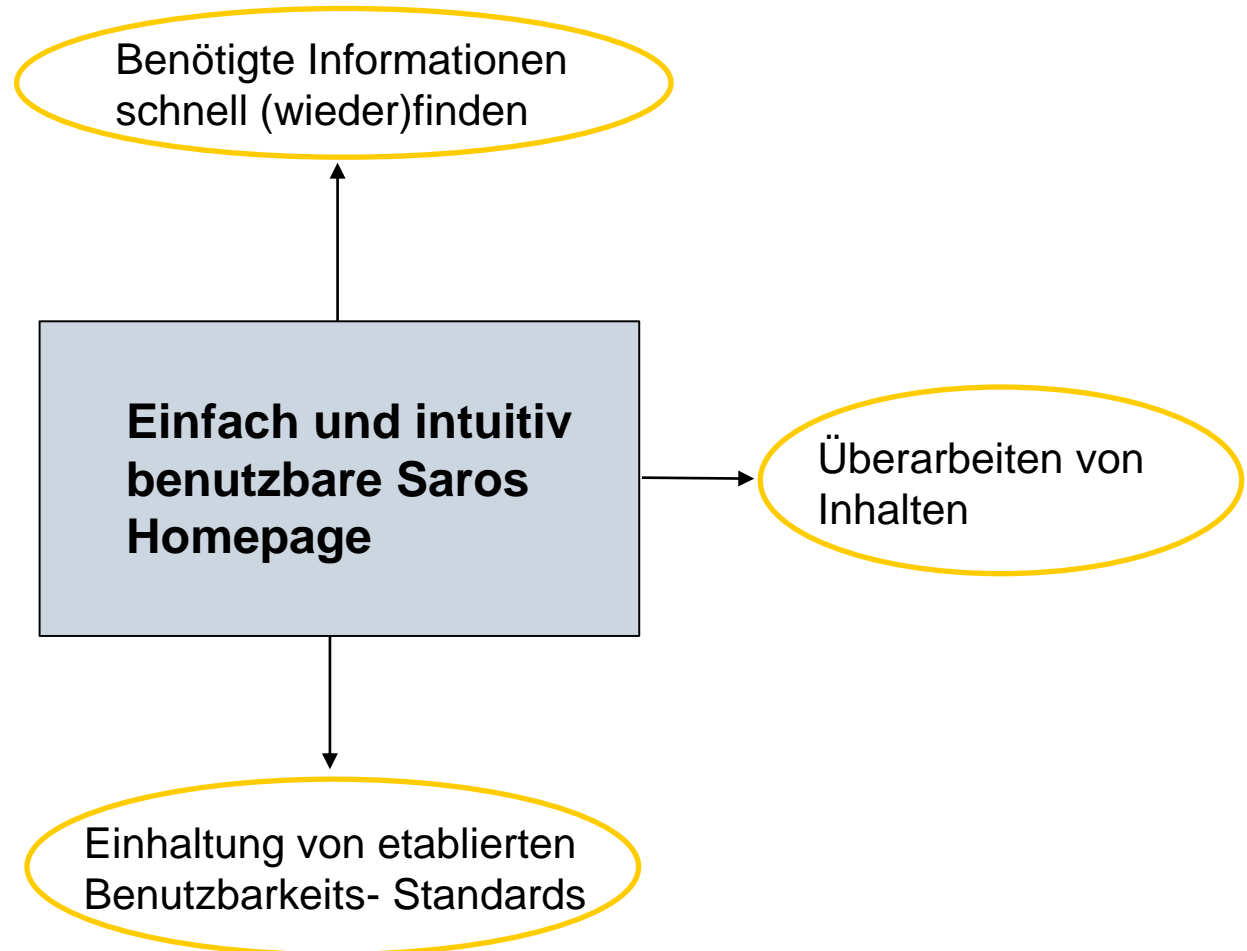 Benötigte Informationen
schnell (wieder)finden
Einfach und intuitiv
benutzbare Saros
Homepage
Überarbeiten von
Inhalten
Einhaltung von etablierten
Benutzbarkeits- Standards